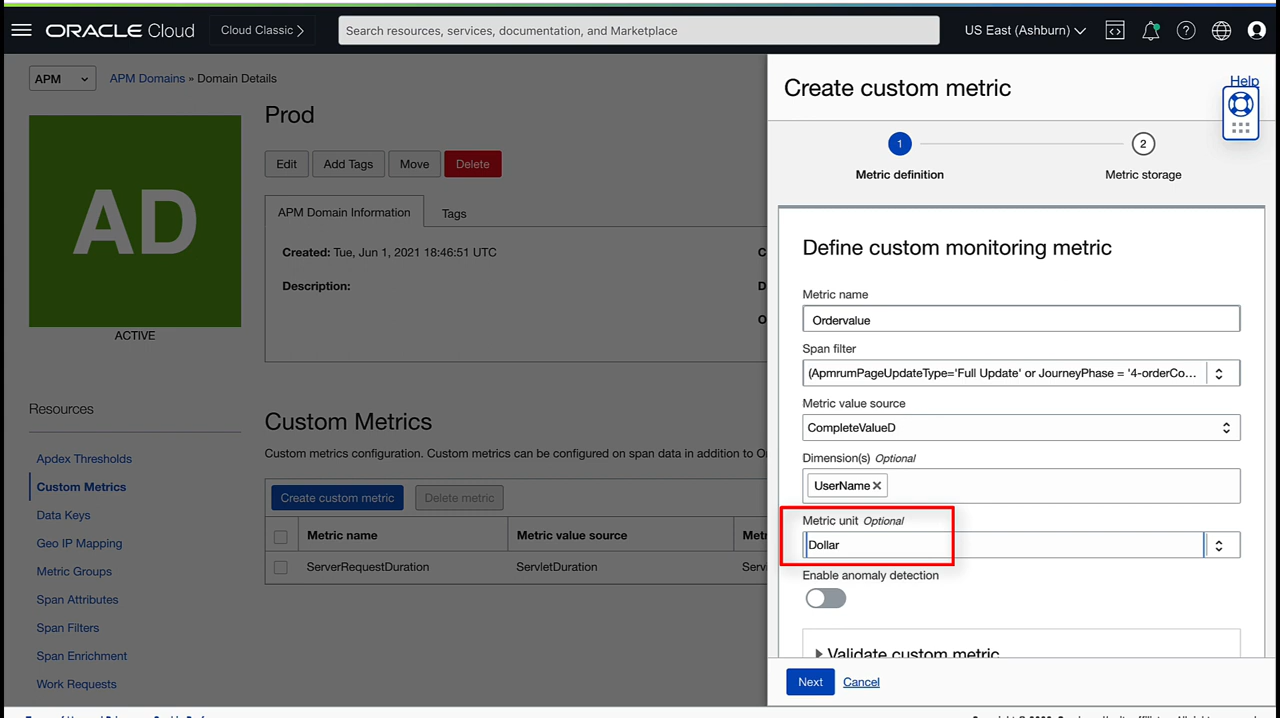 ORACLE Cloud
Cloud Classic
Search resources, services, documentation, and Marketplace
US East (Ashburn)
APM
APM Domains » Domain Details
AD
ACTIVE
Prod
Edit
Add Tags
Move
Delete
APM Domain Information
Tags
Created: Tue, Jun 1, 2021 18:46:51 UTC
Description:
Resources
Apdex Thresholds
Custom Metrics
Data Keys
Geo IP Mapping
Metric Groups
Span Attributes
Span Filters
Span Enrichment
Work Requests
Custom Metrics
Custom metrics configuration. Custom metrics can be configured on span data in addition to
Create custom metric
Delete metric
Metric name
Metric value source
ServerRequestDuration
ServletDuration
Create custom metric
Help
1
2
Metric definition
Metric storage
Define custom monitoring metric
Metric name
Ordervalue
Span filter
(ApmrumPageUpdateType='Full Update' or JourneyPhase = '4-orderCo...
Metric value source
CompleteValueD
Dimension(s) Optional
UserName
Metric unit Optional
Dollar
Enable anomaly detection
Validate custom metric
Next
Cancel